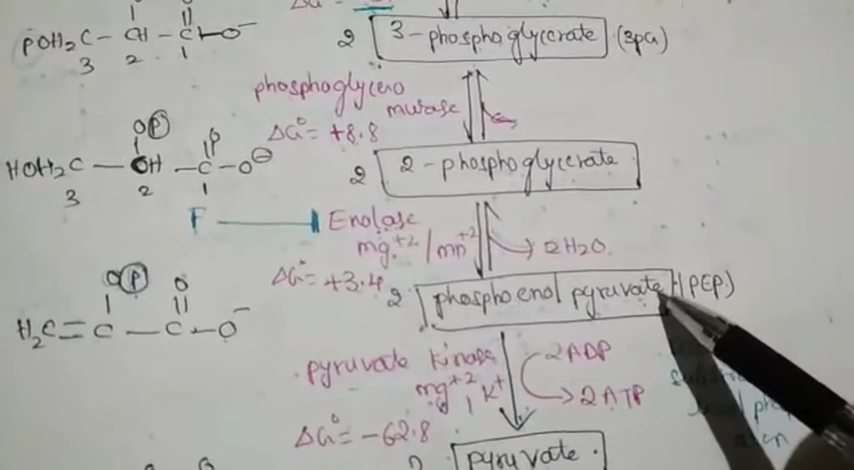 POH₂C – CH – C – O⁻
3 2 1
2 3-phosphoglycerate (3PG)
phosphoglycero
mutase
ΔG° = +8.8
O(P) O
HOH₂C – CH – C – O⊖
3 2 1
2 2-phosphoglycerate
F Enolase
mg⁺²/mn⁺² 2H₂O
ΔG° = +3.4
2 phosphoenol pyruvate (PEP)
O(P) O
H₂C = C – C – O⁻
pyruvate kinase 2ADP
mg⁺², K⁺ 2ATP
ΔG° = –62.8
2 pyruvate.